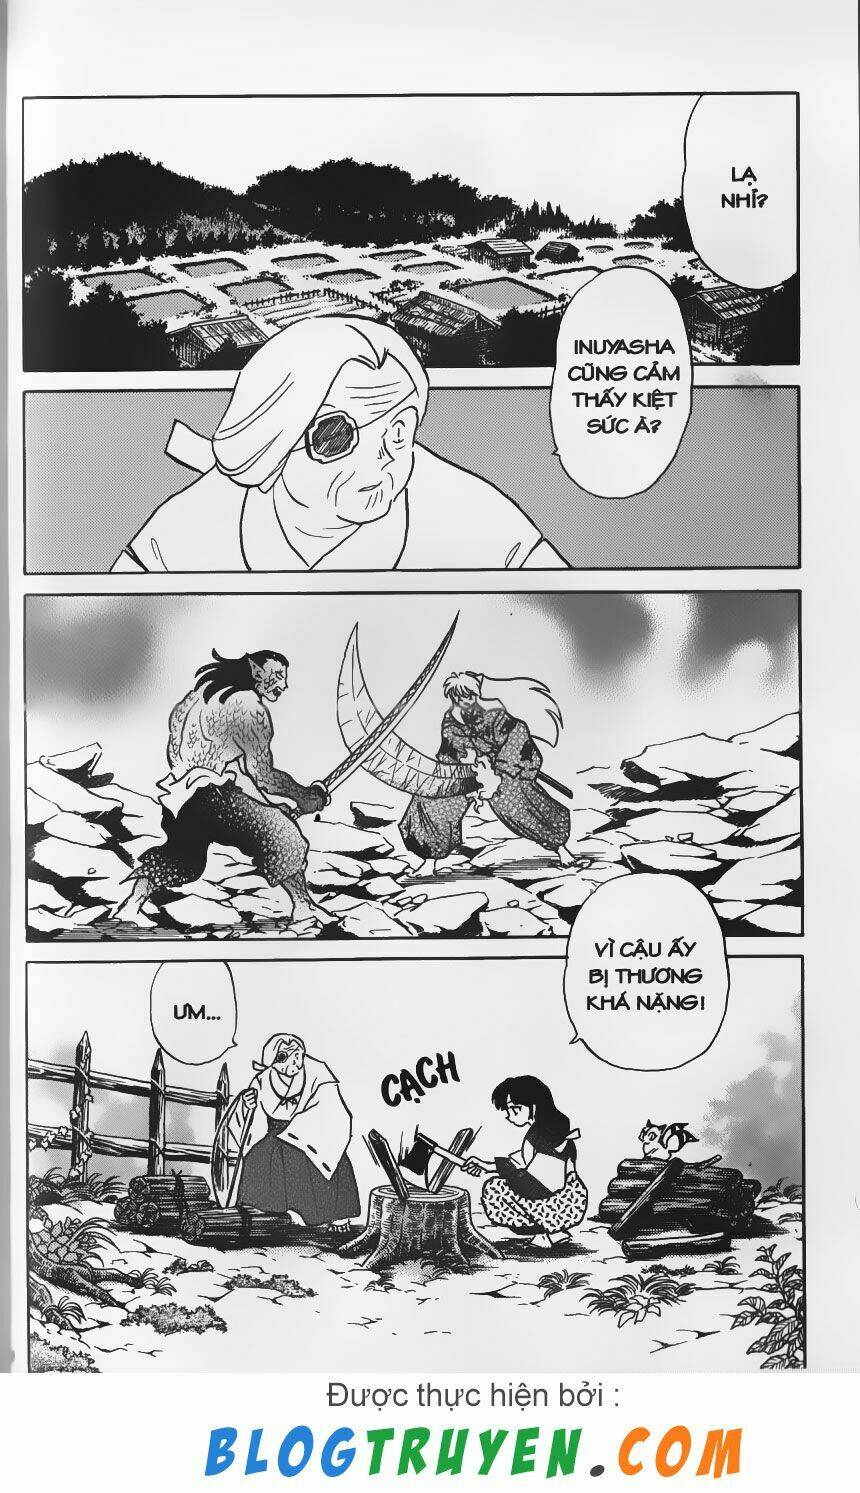 LẠ
NHỈ?
INUYASHA
CŨNG CẢM
THẤY KIỆT
SỨC À?
VÌ CẬU ẤY
BỊ THƯƠNG
KHÁ NẶNG!
ƯM...
CẠCH
Được thực hiện bởi :
BLOGTRUYEN.COM